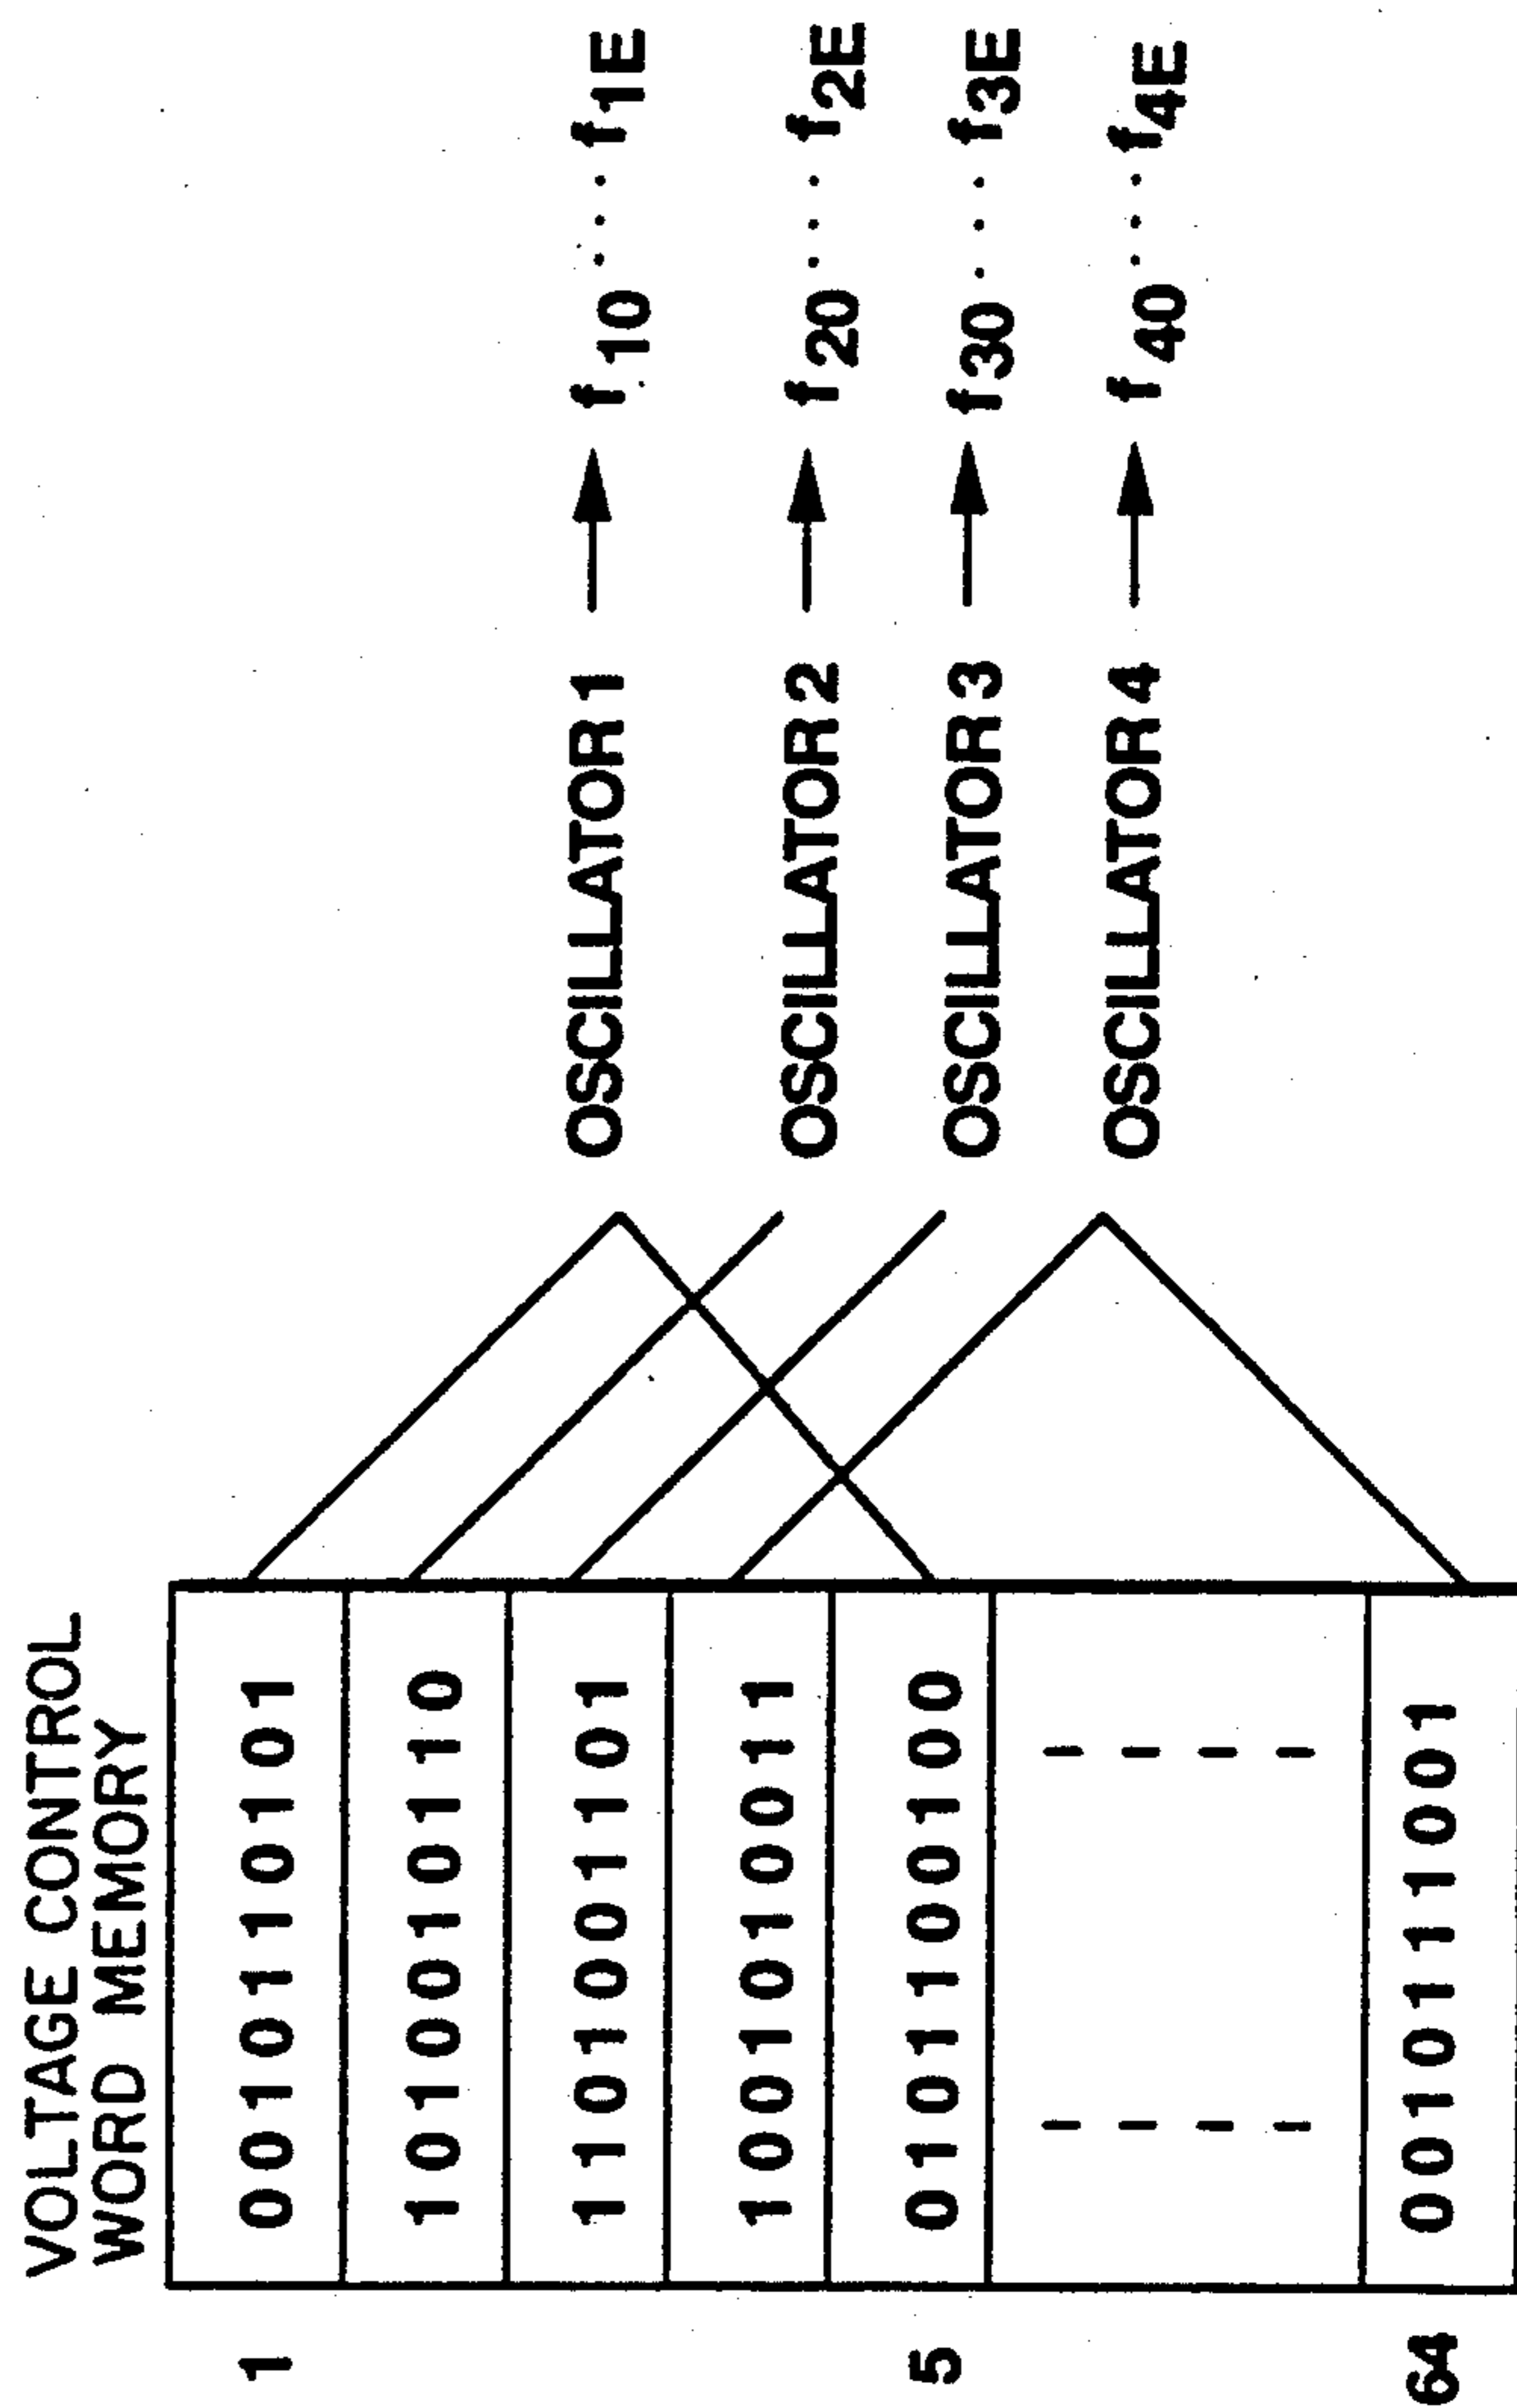 VOLTAGE CONTROL
WORD MEMORY
1 0010110101
1010010110
1101001101
1001010011
5 0101100100
64 0010111001
OSCILLATOR 1 f10 . . . f1E
OSCILLATOR 2 f20 . . . f2E
OSCILLATOR 3 f30 . . . f3E
OSCILLATOR 4 f40 . . . f4E